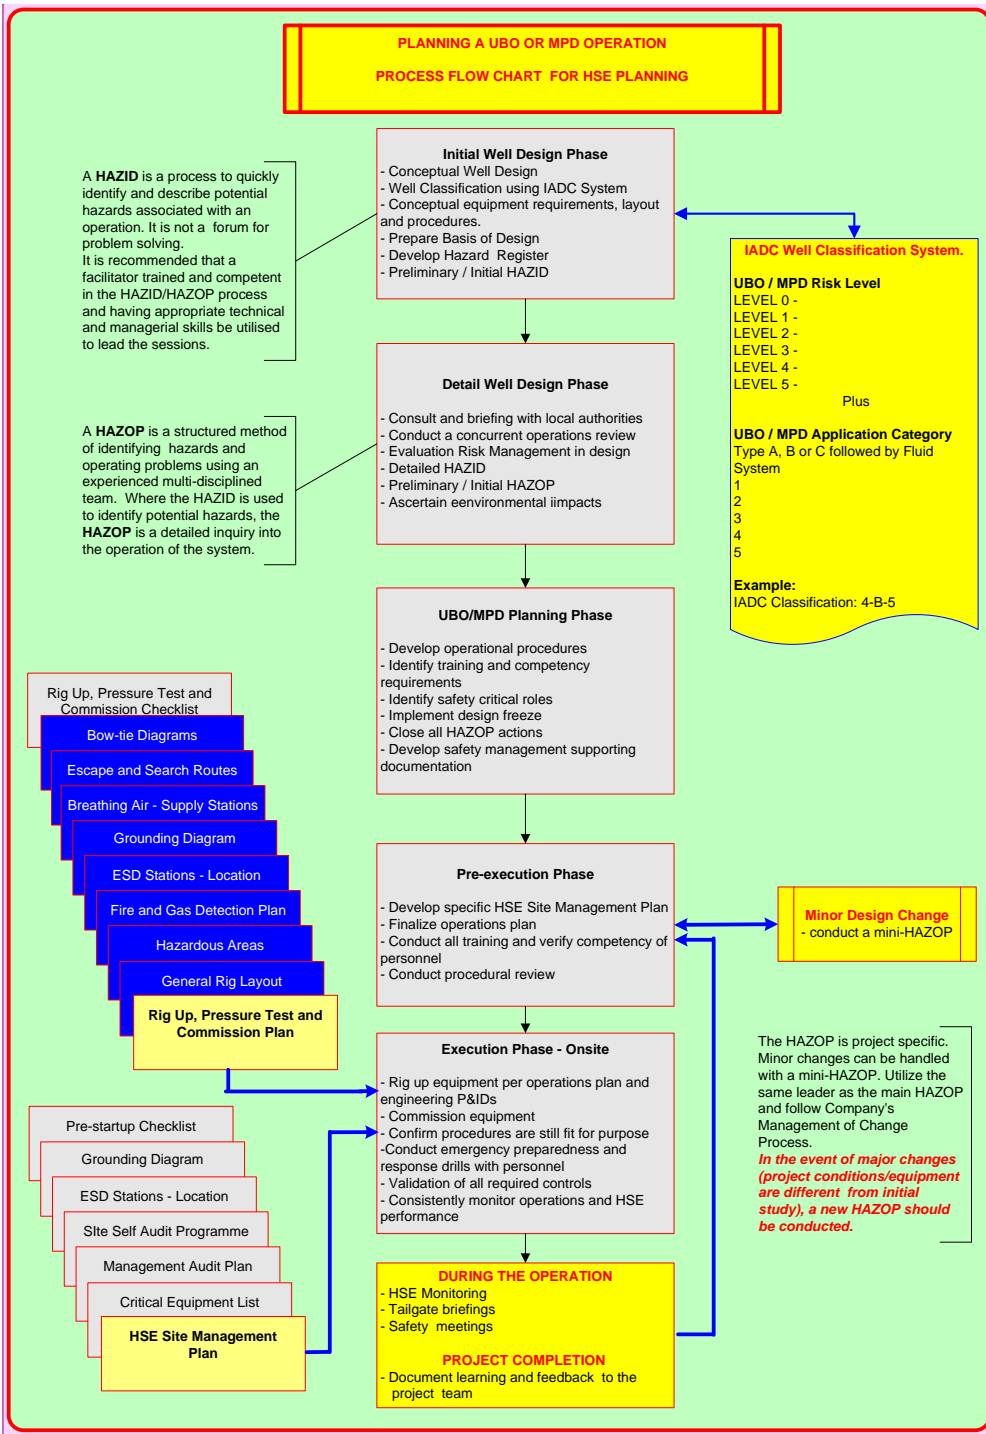 PLANNING A UBO OR MPD OPERATION
PROCESS FLOW CHART  FOR HSE PLANNING
Initial Well Design Phase
- Conceptual Well Design
- Well Classification using IADC System
- Conceptual equipment requirements, layout
and procedures.
- Prepare Basis of Design
- Develop Hazard  Register
- Preliminary / Initial HAZID
A HAZID is a process to quickly
identify and describe potential
hazards associated with an
operation. It is not a  forum for
problem solving.
It is recommended that a
facilitator trained and competent
in the HAZID/HAZOP process
and having appropriate technical
and managerial skills be utilised
to lead the sessions.
IADC Well Classification System.
UBO / MPD Risk Level
LEVEL 0 -
LEVEL 1 -
LEVEL 2 -
LEVEL 3 -
LEVEL 4 -
LEVEL 5 -
Plus
UBO / MPD Application Category
Type A, B or C followed by Fluid
System
1
2
3
4
5
Example:
IADC Classification: 4-B-5
Detail Well Design Phase
- Consult and briefing with local authorities
- Conduct a concurrent operations review
- Evaluation Risk Management in design
- Detailed HAZID
- Preliminary / Initial HAZOP
- Ascertain eenvironmental iimpacts
A HAZOP is a structured method
of identifying  hazards and
operating problems using an
experienced multi-disciplined
team.  Where the HAZID is used
to identify potential hazards, the
HAZOP is a detailed inquiry into
the operation of the system.
UBO/MPD Planning Phase
- Develop operational procedures
- Identify training and competency
requirements
- Identify safety critical roles
- Implement design freeze
- Close all HAZOP actions
- Develop safety management supporting
documentation
Rig Up, Pressure Test and
Commission Checklist
Bow-tie Diagrams
Escape and Search Routes
Breathing Air - Supply Stations
Grounding Diagram
ESD Stations - Location
Fire and Gas Detection Plan
Hazardous Areas
General Rig Layout
Rig Up, Pressure Test and
Commission Plan
Pre-execution Phase
- Develop specific HSE Site Management Plan
- Finalize operations plan
- Conduct all training and verify competency of
personnel
- Conduct procedural review
Minor Design Change
- conduct a mini-HAZOP
Execution Phase - Onsite
- Rig up equipment per operations plan and
engineering P&IDs
- Commission equipment
- Confirm procedures are still fit for purpose
-Conduct emergency preparedness and
response drills with personnel
- Validation of all required controls
- Consistently monitor operations and HSE
performance
The HAZOP is project specific.
Minor changes can be handled
with a mini-HAZOP. Utilize the
same leader as the main HAZOP
and follow Company's
Management of Change
Process.
In the event of major changes
(project conditions/equipment
are different  from initial
study), a new HAZOP should
be conducted.
Pre-startup Checklist
Grounding Diagram
ESD Stations - Location
SIte Self Audit Programme
Management Audit Plan
Critical Equipment List
HSE Site Management
Plan
DURING THE OPERATION
- HSE Monitoring
- Tailgate briefings
- Safety  meetings
PROJECT COMPLETION
- Document learning and feedback  to the
project  team